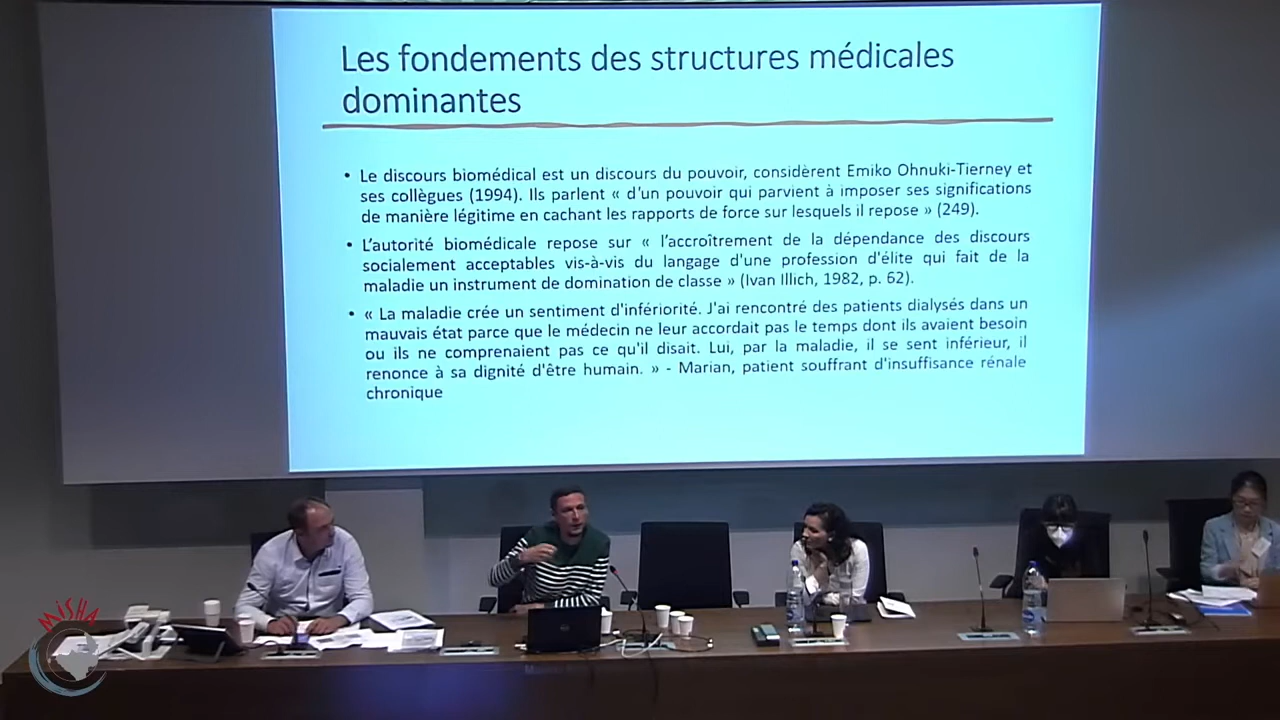 Les fondements des structures médicales
dominantes
• Le discours biomédical est un discours du pouvoir, considèrent Emiko Ohnuki-Tierney et
ses collègues (1994). Ils parlent « d'un pouvoir qui parvient à imposer ses significations
de manière légitime en cachant les rapports de force sur lesquels il repose » (249).
• L'autorité biomédicale repose sur « l'accroîtrement de la dépendance des discours
socialement acceptables vis-à-vis du langage d'une profession d'élite qui fait de la
maladie un instrument de domination de classe » (Ivan Illich, 1982, p. 62).
• « La maladie crée un sentiment d'infériorité. J'ai rencontré des patients dialysés dans un
mauvais état parce que le médecin ne leur accordait pas le temps dont ils avaient besoin
ou ils ne comprenaient pas ce qu'il disait. Lui, par la maladie, il se sent inférieur, il
renonce à sa dignité d'être humain. » - Marian, patient souffrant d'insuffisance rénale
chronique
MiSHA